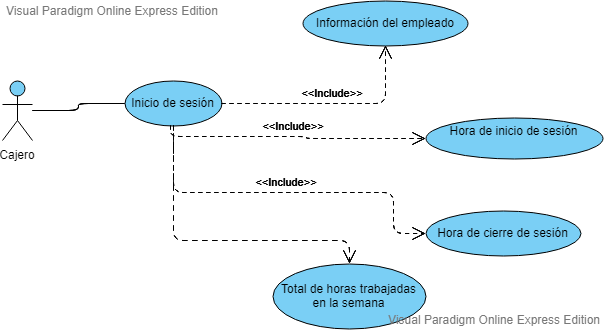 Visual Paradigm Online Express Edition
Información del empleado
<<Include>>
Inicio de sesión
<<Include>>
Hora de inicio de sesión
Cajero
<<Include>>
Hora de cierre de sesión
Total de horas trabajadas
en la semana
Visual Paradigm Online Express Edition